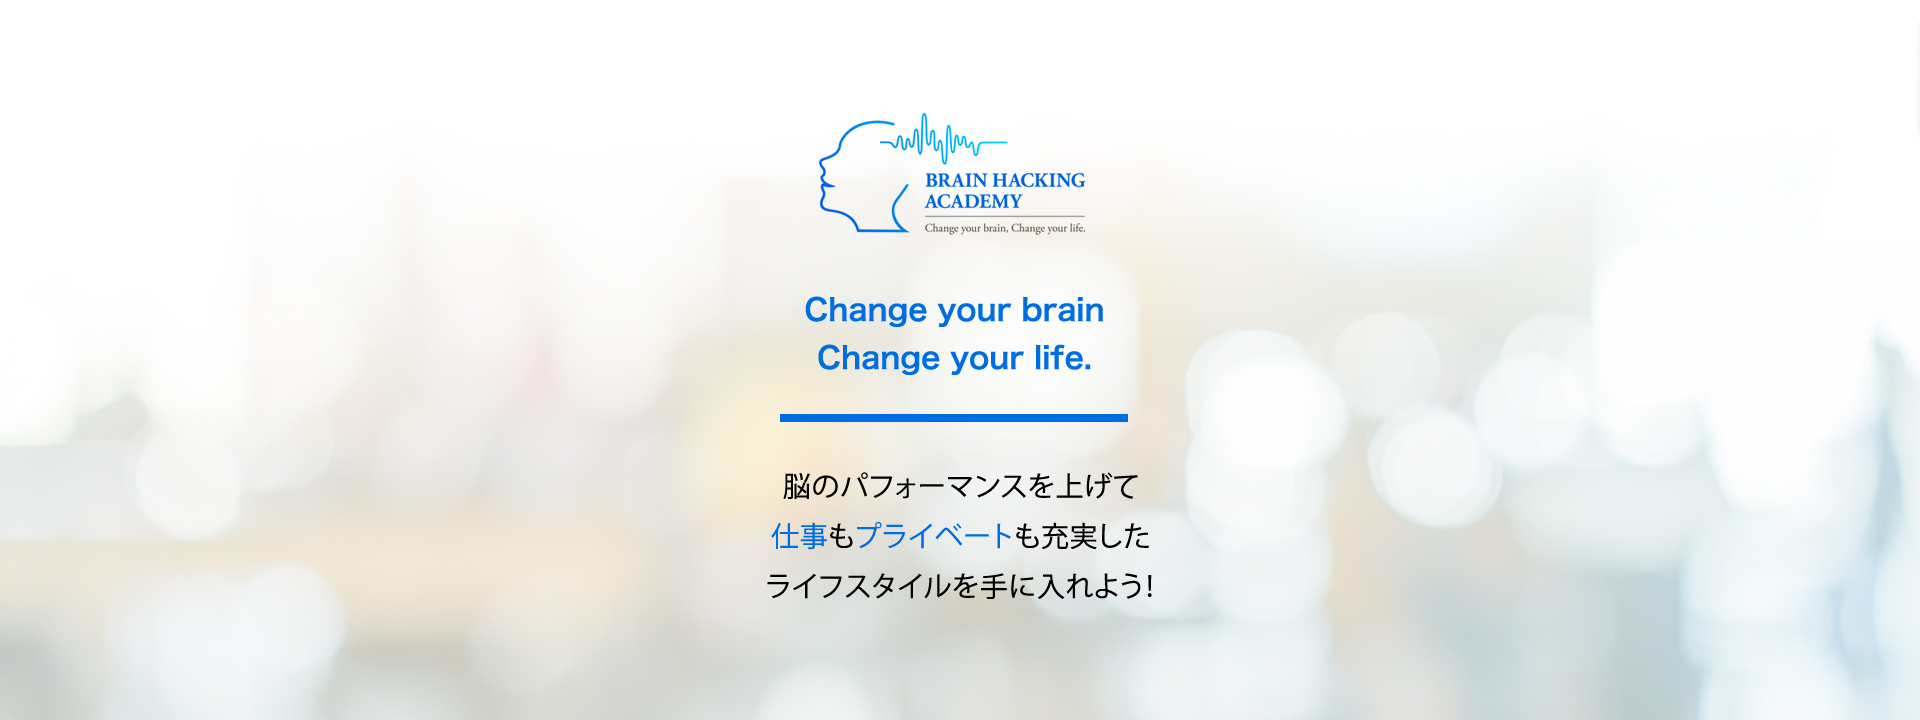 BRAIN HACKING
ACADEMY
Change your brain, Change your life.
Change your brain
Change your life.
脳のパフォーマンスを上げて
仕事もプライベートも充実した
ライフスタイルを手に入れよう!